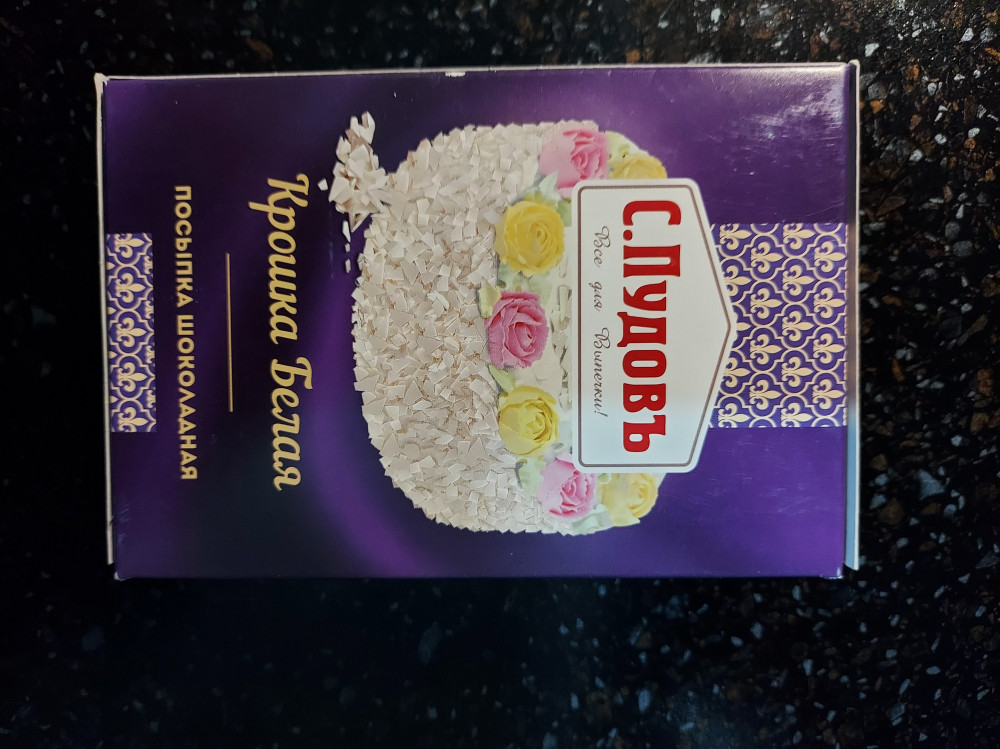 С.ПУДОВЪ
Все для Выпечки!
Крошка Белая
ПОСЫПКА ШОКОЛАДНАЯ